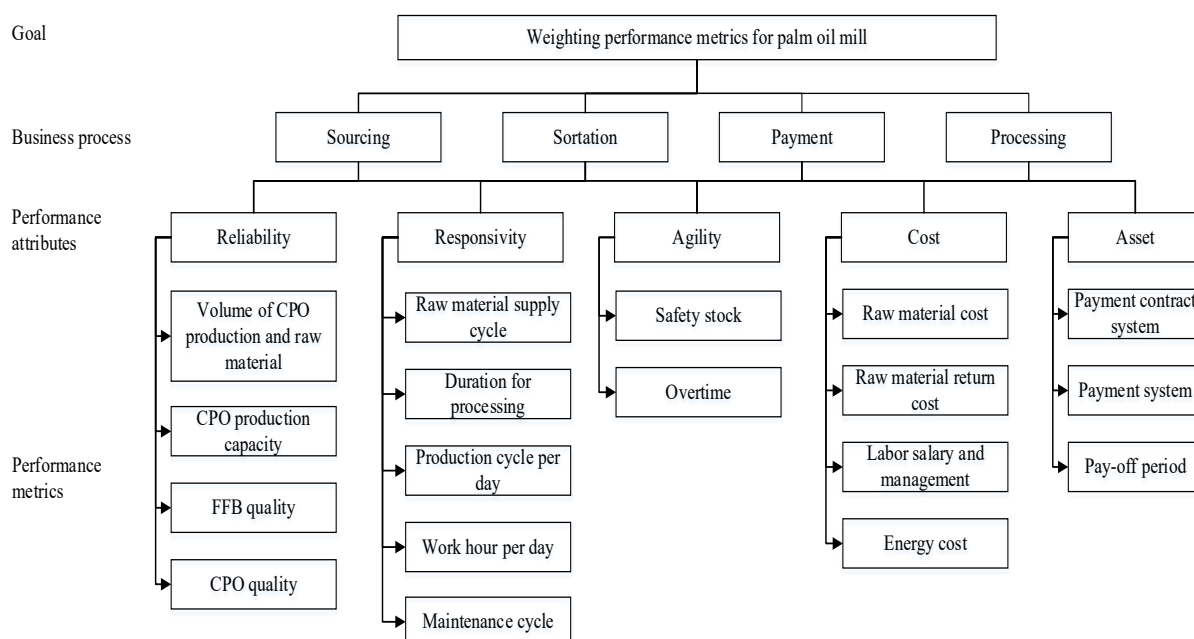 Goal
Weighting performance metrics for palm oil mill
Business process
Sourcing
Sortation
Payment
Processing
Performance
attributes
Reliability
Responsivity
Agility
Cost
Asset
Performance
metrics
Volume of CPO
production and raw
material
CPO production
capacity
FFB quality
CPO quality
Raw material supply
cycle
Duration for
processing
Production cycle per
day
Work hour per day
Maintenance cycle
Safety stock
Overtime
Raw material cost
Raw material return
cost
Labor salary and
management
Energy cost
Payment contract
system
Payment system
Pay-off period